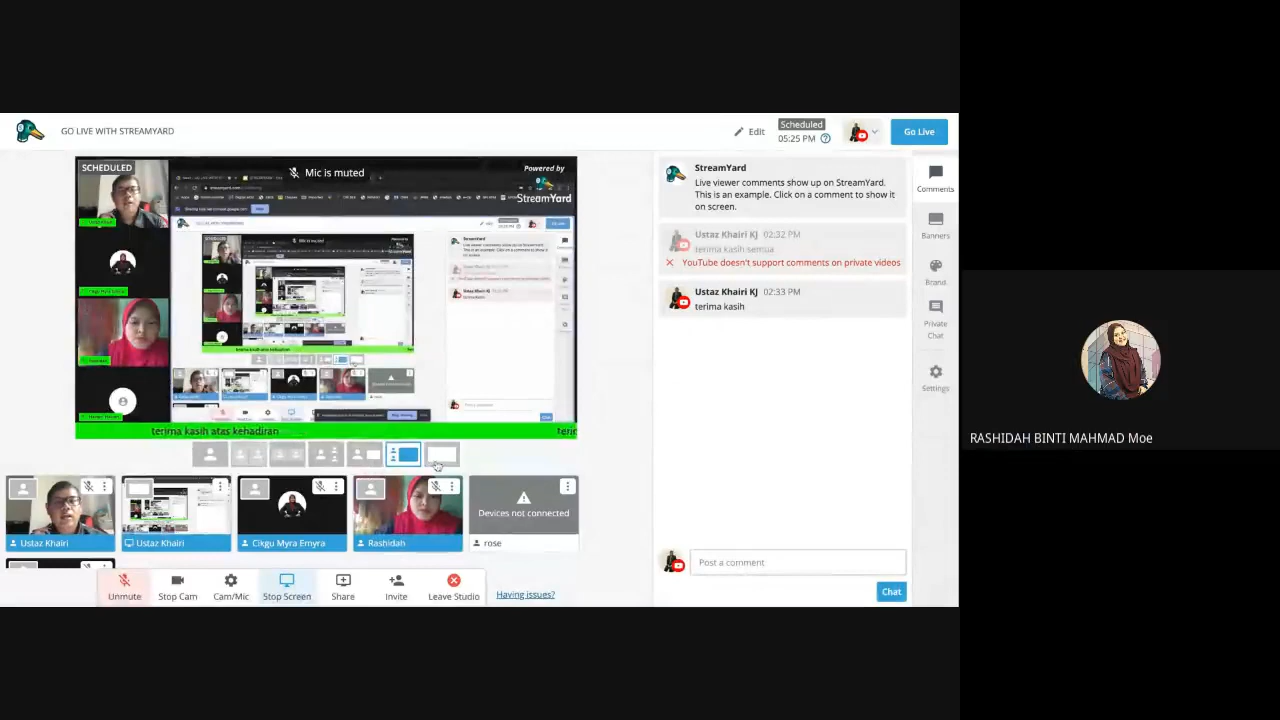 GO LIVE WITH STREAMYARD
Edit
Scheduled
05:25 PM
Go Live
SCHEDULED
Mic is muted
Powered by
StreamYard
StreamYard
Live viewer comments show up on StreamYard.
This is an example. Click on a comment to show it
on screen.
Ustaz Khairi KJ 02:32 PM
terima kasih semua
YouTube doesn't support comments on private videos
Ustaz Khairi KJ 02:33 PM
terima kasih
Comments
Banners
Brand
Private
Chat
Settings
RASHIDAH BINTI MAHMAD Moe
terima kasih atas kehadiran
Devices not connected
Ustaz Khairi
Ustaz Khairi
Cikgu Myra Emyra
Rashidah
rose
Post a comment
Chat
Unmute
Stop Cam
Cam/Mic
Stop Screen
Share
Invite
Leave Studio
Having issues?